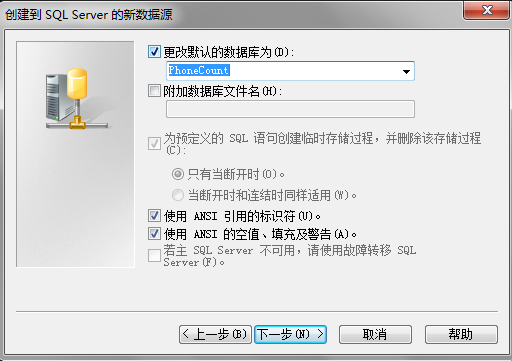 创建到 SQL Server 的新数据源
更改默认的数据库为(D):
PhoneCount
附加数据库文件名(H):
为预定义的 SQL 语句创建临时存储过程，并删除该存储过程
(C):
只有当断开时(O)。
当断开时和连结时同样适用(W)。
使用 ANSI 引用的标识符(U)。
使用 ANSI 的空值、填充及警告(A)。
若主 SQL Server 不可用，请使用故障转移 SQL
Server(F)。
< 上一步(B) 下一步(N) > 取消 帮助